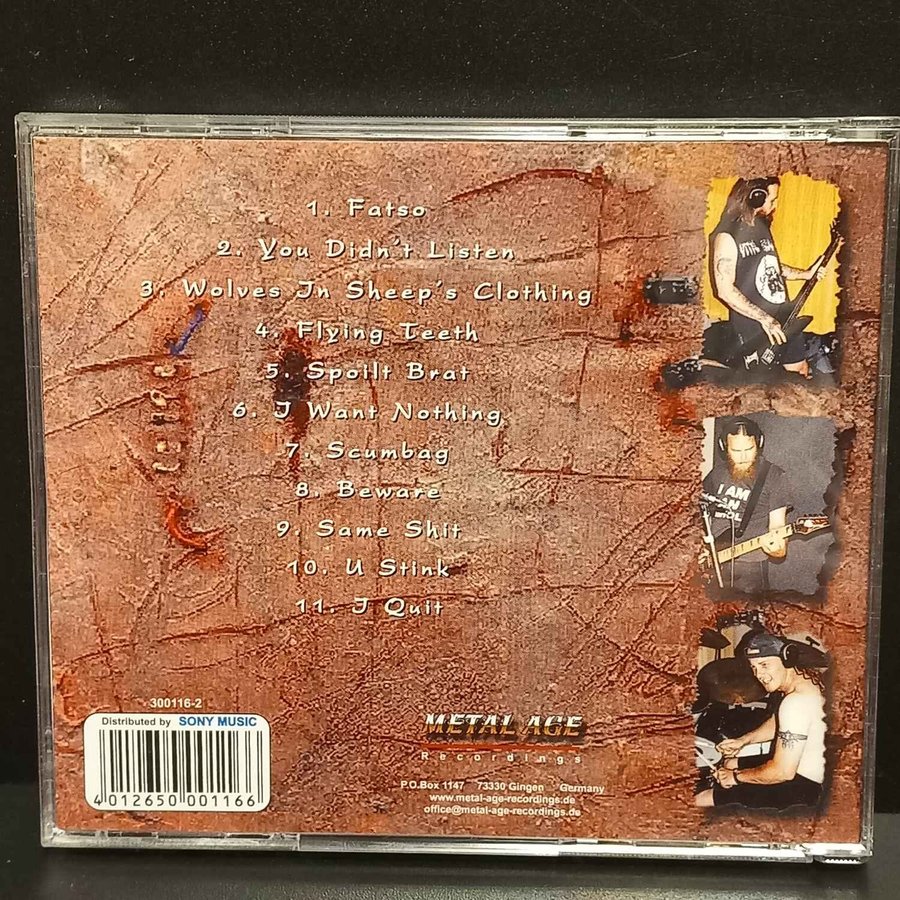 1. Fatso
2. You Didn't Listen
3. Wolves In Sheep's Clothing
4. Flying Teeth
5. Spoilt Brat
6. I Want Nothing
7. Scumbag
8. Beware
9. Same Shit
10. U Stink
11. I Quit
I AM
300116-2
Distributed by SONY MUSIC
4 012650 001166
METAL AGE
Recordings
P.O.Box 1147 73330 Gingen Germany
www.metal-age-recordings.de
office@metal-age-recordings.de